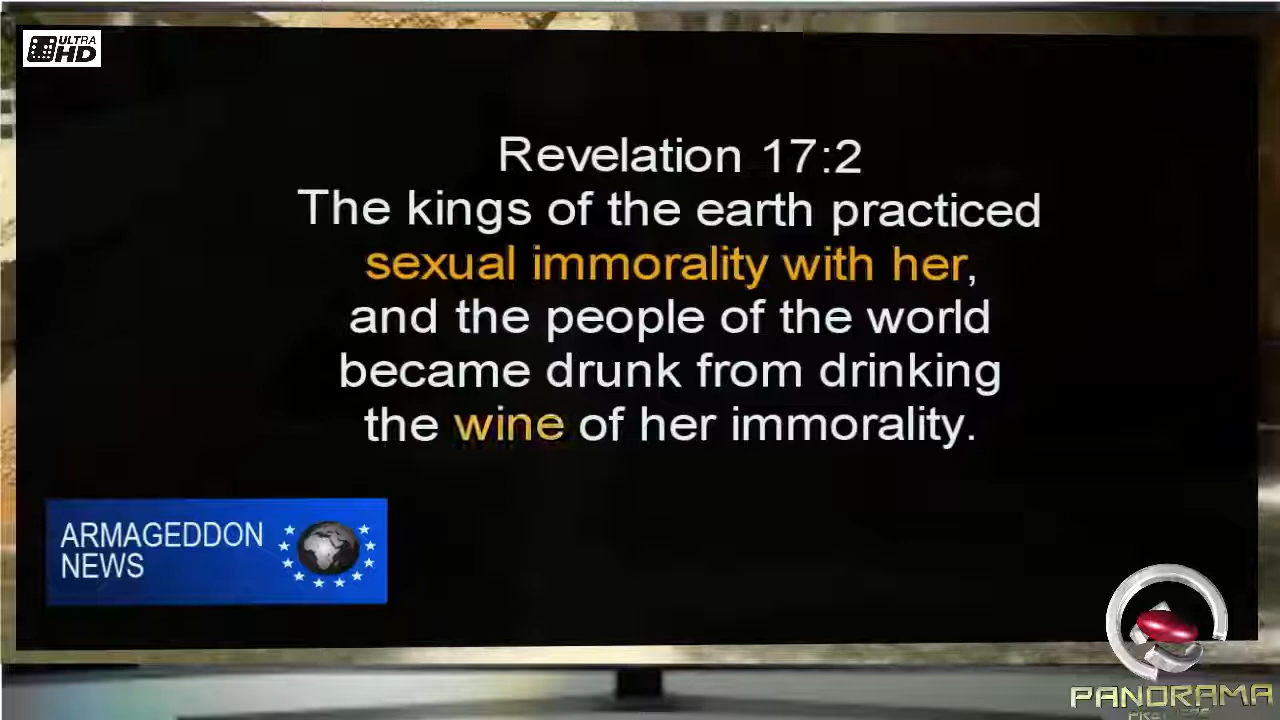 ULTRA
HD
Revelation 17:2
The kings of the earth practiced
sexual immorality with her,
and the people of the world
became drunk from drinking
the wine of her immorality.
ARMAGEDDON
NEWS
PANORAMA